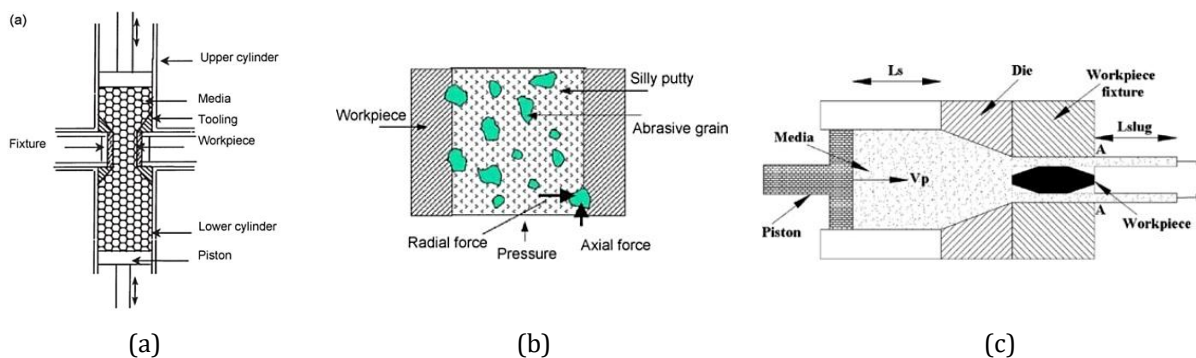 (a)
Upper cylinder
Media
Tooling
Fixture
Workpiece
Lower cylinder
Piston
(a)
Silly putty
Workpiece
Abrasive grain
Radial force
Pressure
Axial force
(b)
Ls
Die
Workpiece
fixture
Lslug
Media
A
Vp
A
Piston
Workpiece
(c)